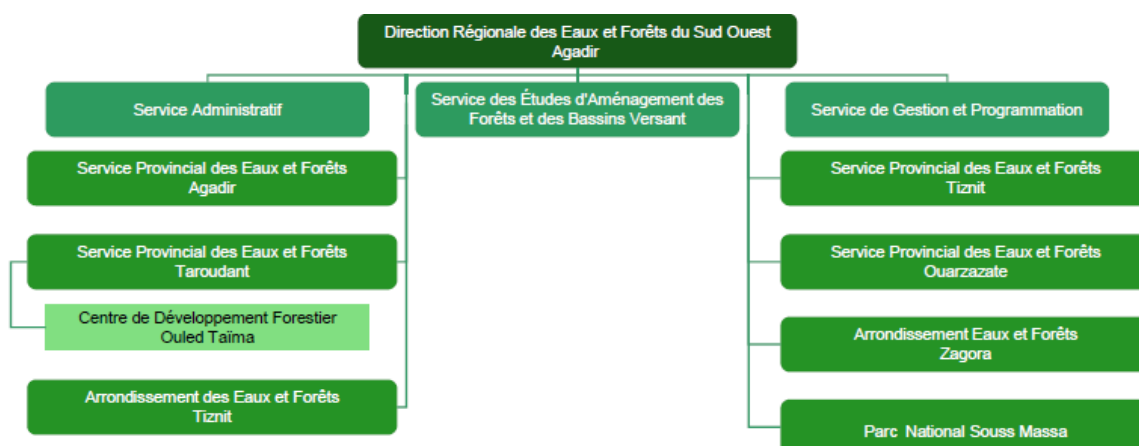 Direction Régionale des Eaux et Forêts du Sud Ouest
Agadir
Service Administratif
Service des Études d'Aménagement des
Forêts et des Bassins Versant
Service de Gestion et Programmation
Service Provincial des Eaux et Forêts
Agadir
Service Provincial des Eaux et Forêts
Tiznit
Service Provincial des Eaux et Forêts
Taroudant
Service Provincial des Eaux et Forêts
Ouarzazate
Centre de Développement Forestier
Ouled Taïma
Arrondissement Eaux et Forêts
Zagora
Arrondissement des Eaux et Forêts
Tiznit
Parc National Souss Massa